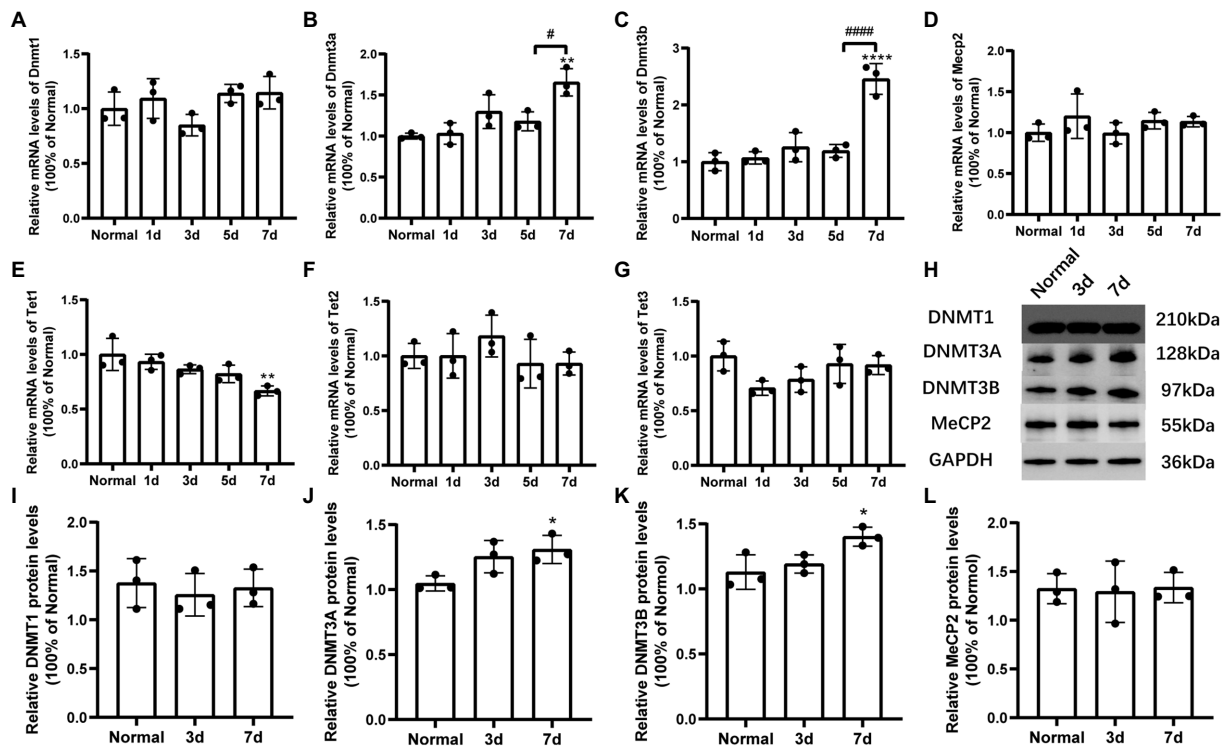 A
Relative mRNA levels of Dnmt1
(100% of Normal)
1.5
1.0
0.5
0.0
Normal 1d 3d 5d 7d
B
Relative mRNA levels of Dnmt3a
(100% of Normal)
2.0
1.5
1.0
0.5
0.0
#
**
Normal 1d 3d 5d 7d
C
Relative mRNA levels of Dnmt3b
(100% of Normal)
3
2
1
0
####
****
Normal 1d 3d 5d 7d
D
Relative mRNA levels of Mecp2
(100% of Normal)
2.0
1.5
1.0
0.5
0.0
Normal 1d 3d 5d 7d
E
Relative mRNA levels of Tet1
(100% of Normal)
1.5
1.0
0.5
0.0
**
Normal 1d 3d 5d 7d
F
Relative mRNA levels of Tet2
(100% of Normal)
1.5
1.0
0.5
0.0
Normal 1d 3d 5d 7d
G
Relative mRNA levels of Tet3
(100% of Normal)
1.5
1.0
0.5
0.0
Normal 1d 3d 5d 7d
H
Normal 3d 7d
DNMT1 210kDa
DNMT3A 128kDa
DNMT3B 97kDa
MeCP2 55kDa
GAPDH 36kDa
I
Relative DNMT1 protein levels
(100% of Normal)
2.0
1.5
1.0
0.5
0.0
Normal 3d 7d
J
Relative DNMT3A protein levels
(100% of Normal)
1.5
1.0
0.5
0.0
*
Normal 3d 7d
K
Relative DNMT3B protein levels
(100% of Normol)
1.5
1.0
0.5
0.0
*
Normal 3d 7d
L
Relative MeCP2 protein levels
(100% of Normol)
2.0
1.5
1.0
0.5
0.0
Normal 3d 7d